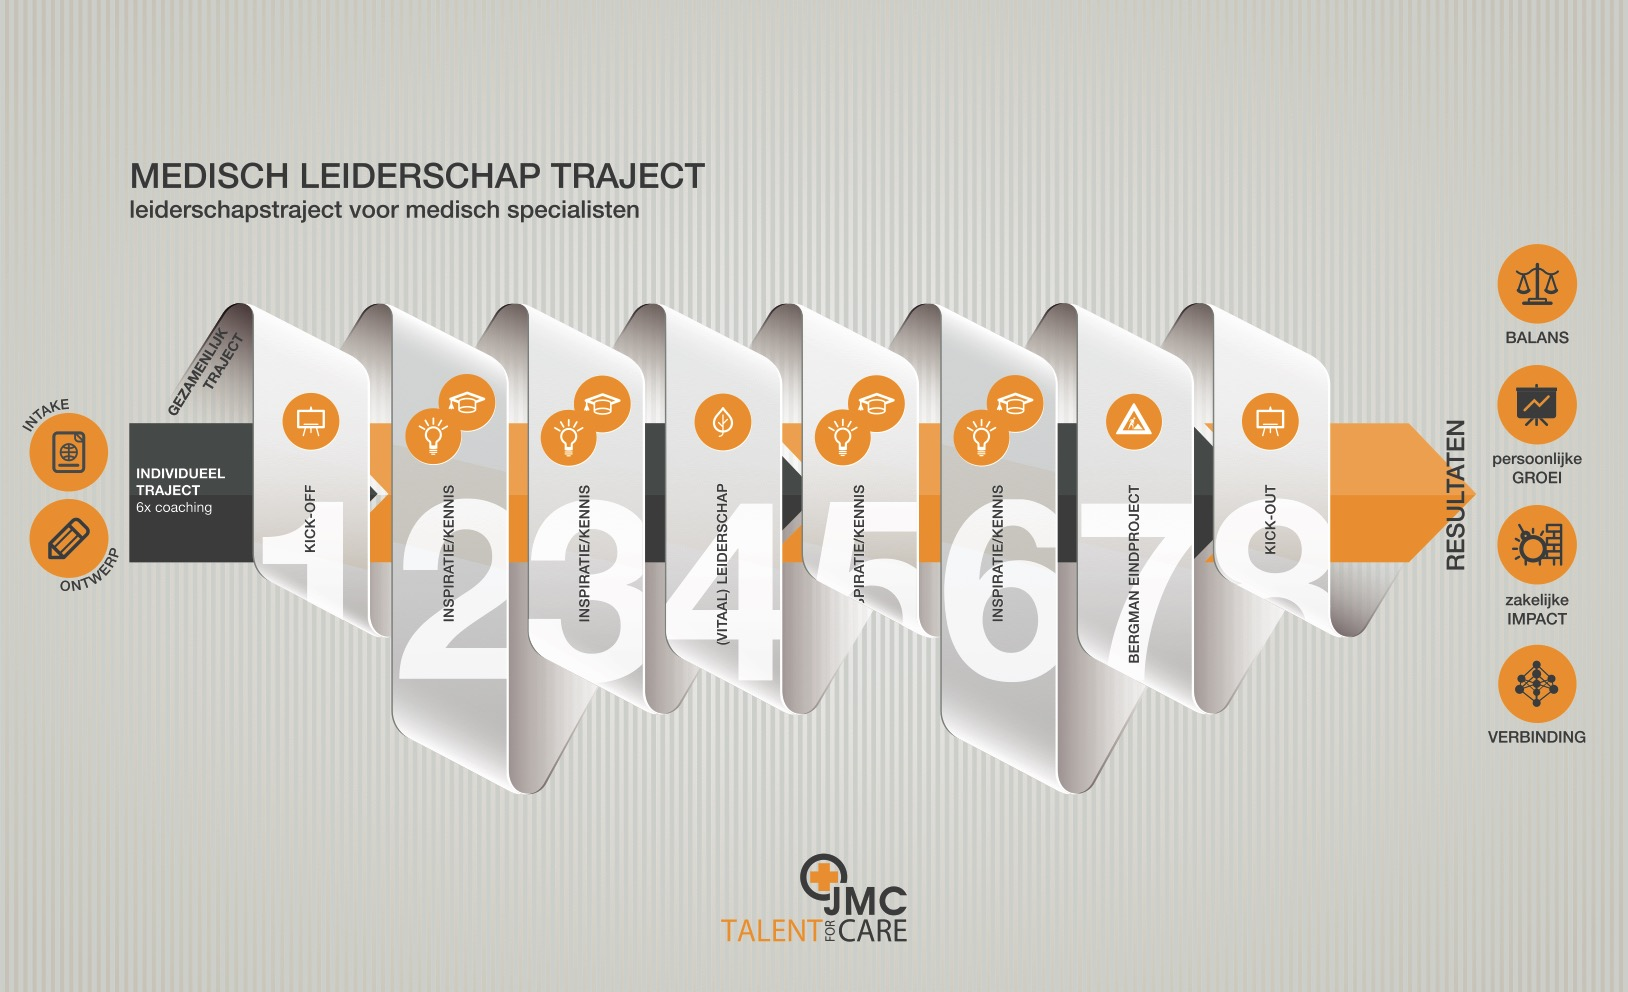 MEDISCH LEIDERSCHAP TRAJECT
leiderschapstraject voor medisch specialisten
INTAKE
ONTWERP
GEZAMENLIJK
TRAJECT
INDIVIDUEEL
TRAJECT
6x coaching
1
KICK-OFF
2
INSPIRATIE/KENNIS
3
INSPIRATIE/KENNIS
4
(VITAAL) LEIDERSCHAP
5
PIRATIE/KENNIS
6
INSPIRATIE/KENNIS
7
BERGMAN EINDPROJECT
8
KICK-OUT
RESULTATEN
BALANS
persoonlijke
GROEI
zakelijke
IMPACT
VERBINDING
JMC
TALENT FOR CARE